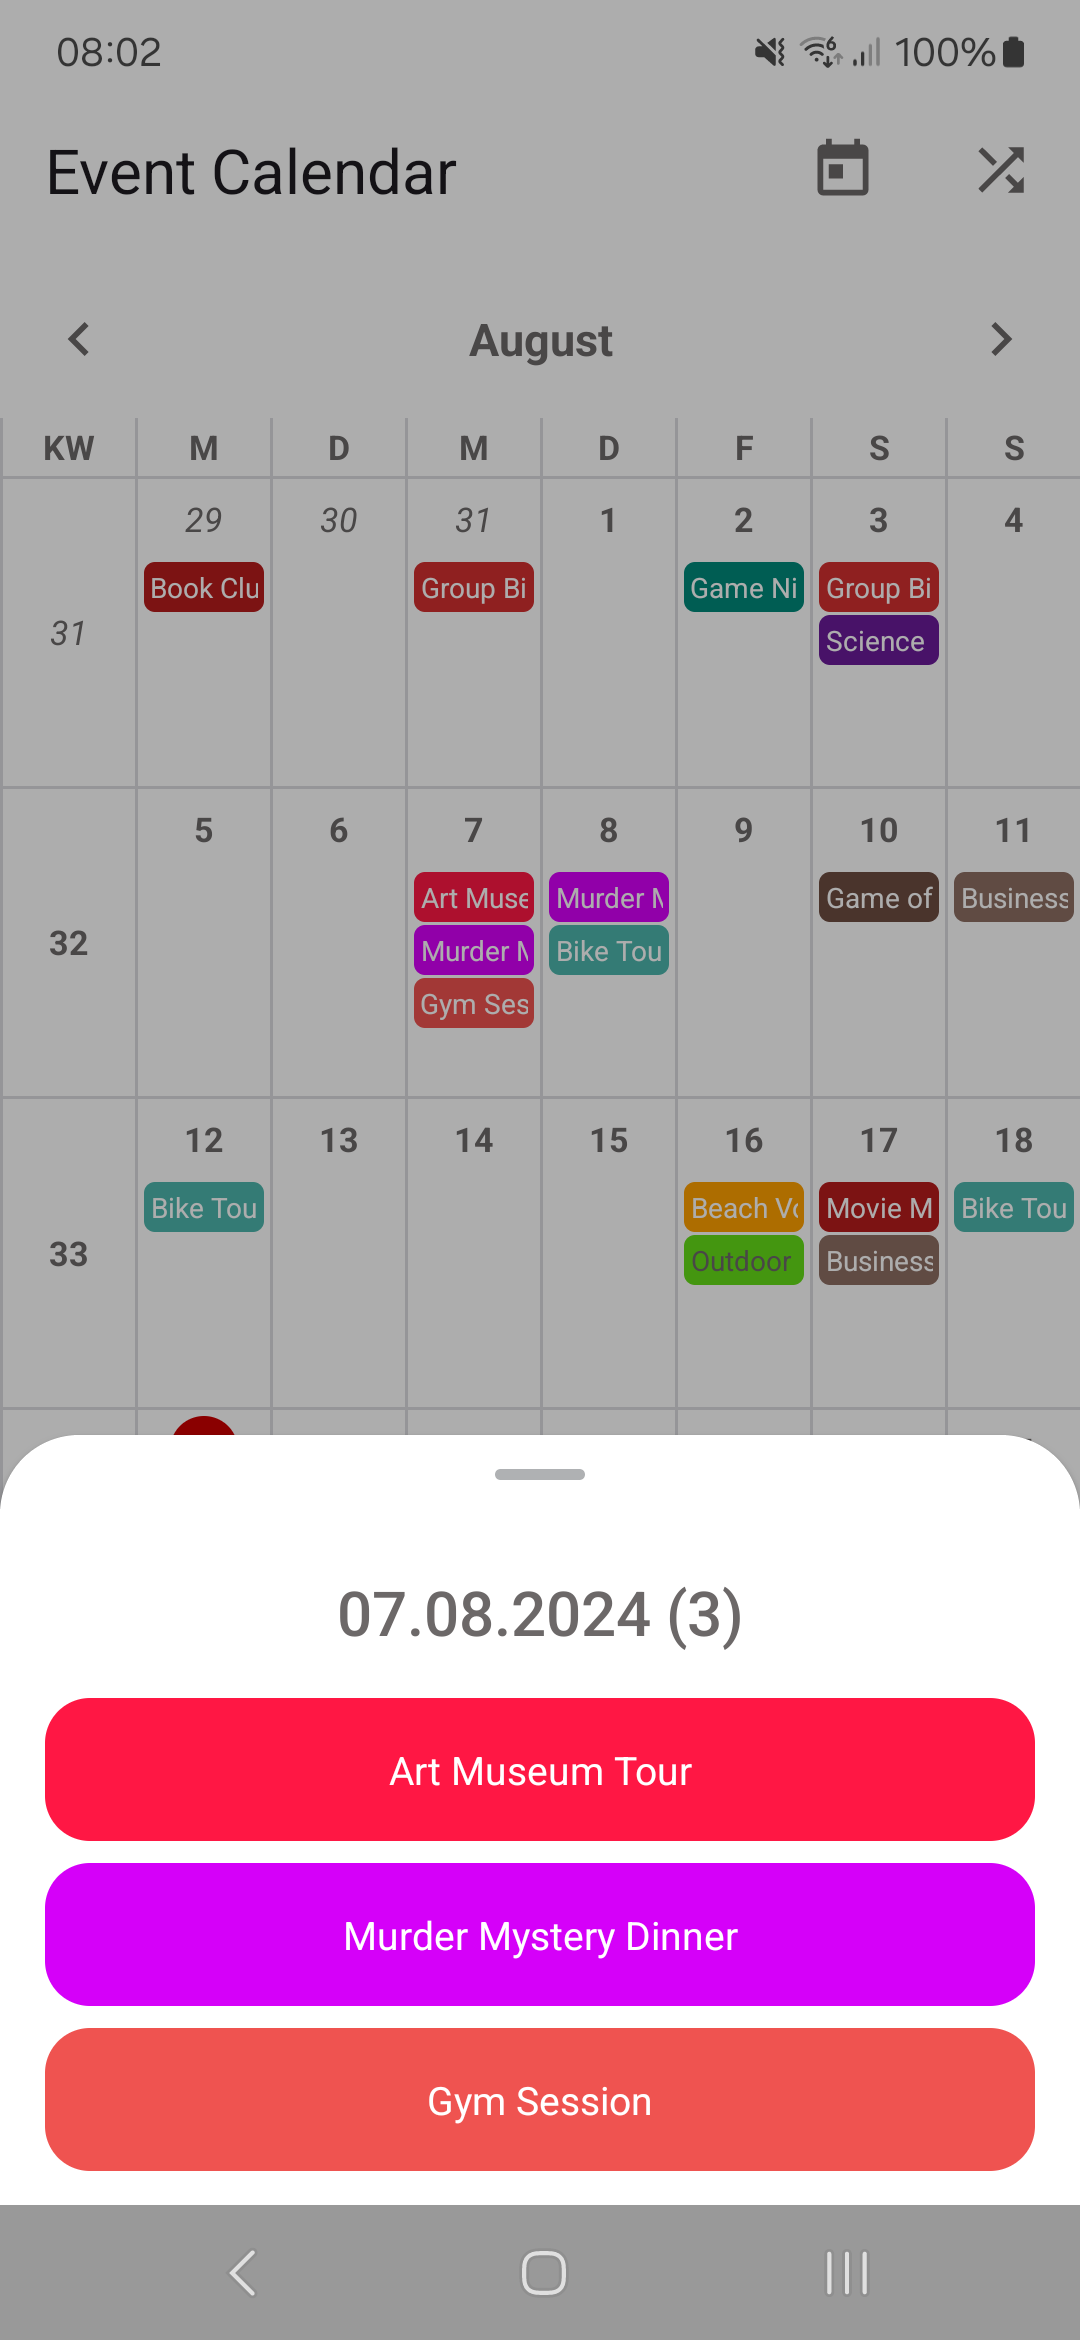 08:02 6 100%
Event Calendar
August
KW M D M D F S S
29 30 31 1 2 3 4
Book Clu Group Bi Game Ni Group Bi
31 Science
5 6 7 8 9 10 11
Art Muse Murder M Game of Business
32 Murder M Bike Tou
Gym Ses
12 13 14 15 16 17 18
Bike Tou Beach Vo Movie M Bike Tou
33 Outdoor Business
07.08.2024 (3)
Art Museum Tour
Murder Mystery Dinner
Gym Session